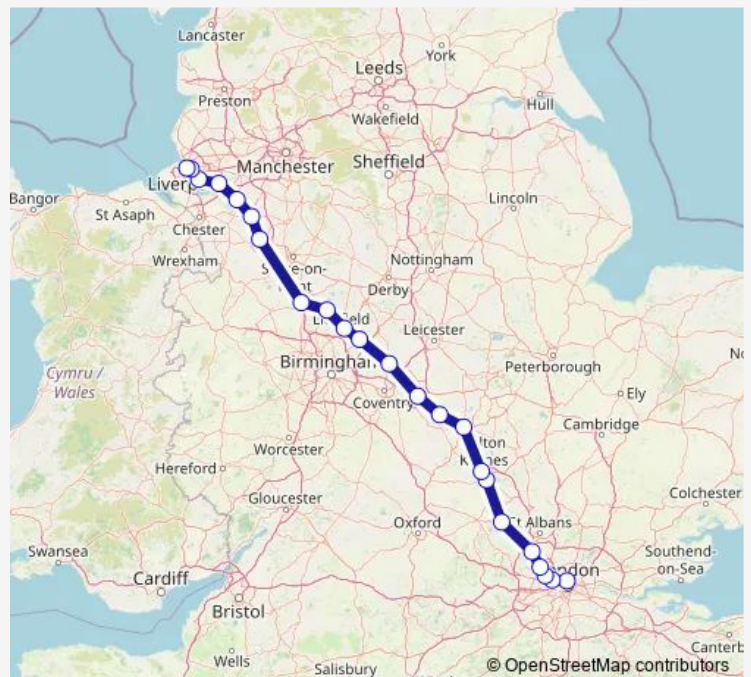 Lancaster
York
Leeds
Preston
Hull
Wakefield
Manchester
Sheffield
Liverp
Bangor
St Asaph
Lincoln
Chester
Wrexham
Nottingham
Derby
Leicester
Birmingham
Peterborough
Cymru /
Wales
Coventry
Ely
Cambridge
Worcester
Hereford
Gloucester
Colchester
Oxford
St Albans
Swansea
Southend-
on-Sea
Cardiff
Bristol
Wells
Salisbury
Canterb
© OpenStreetMap contributors